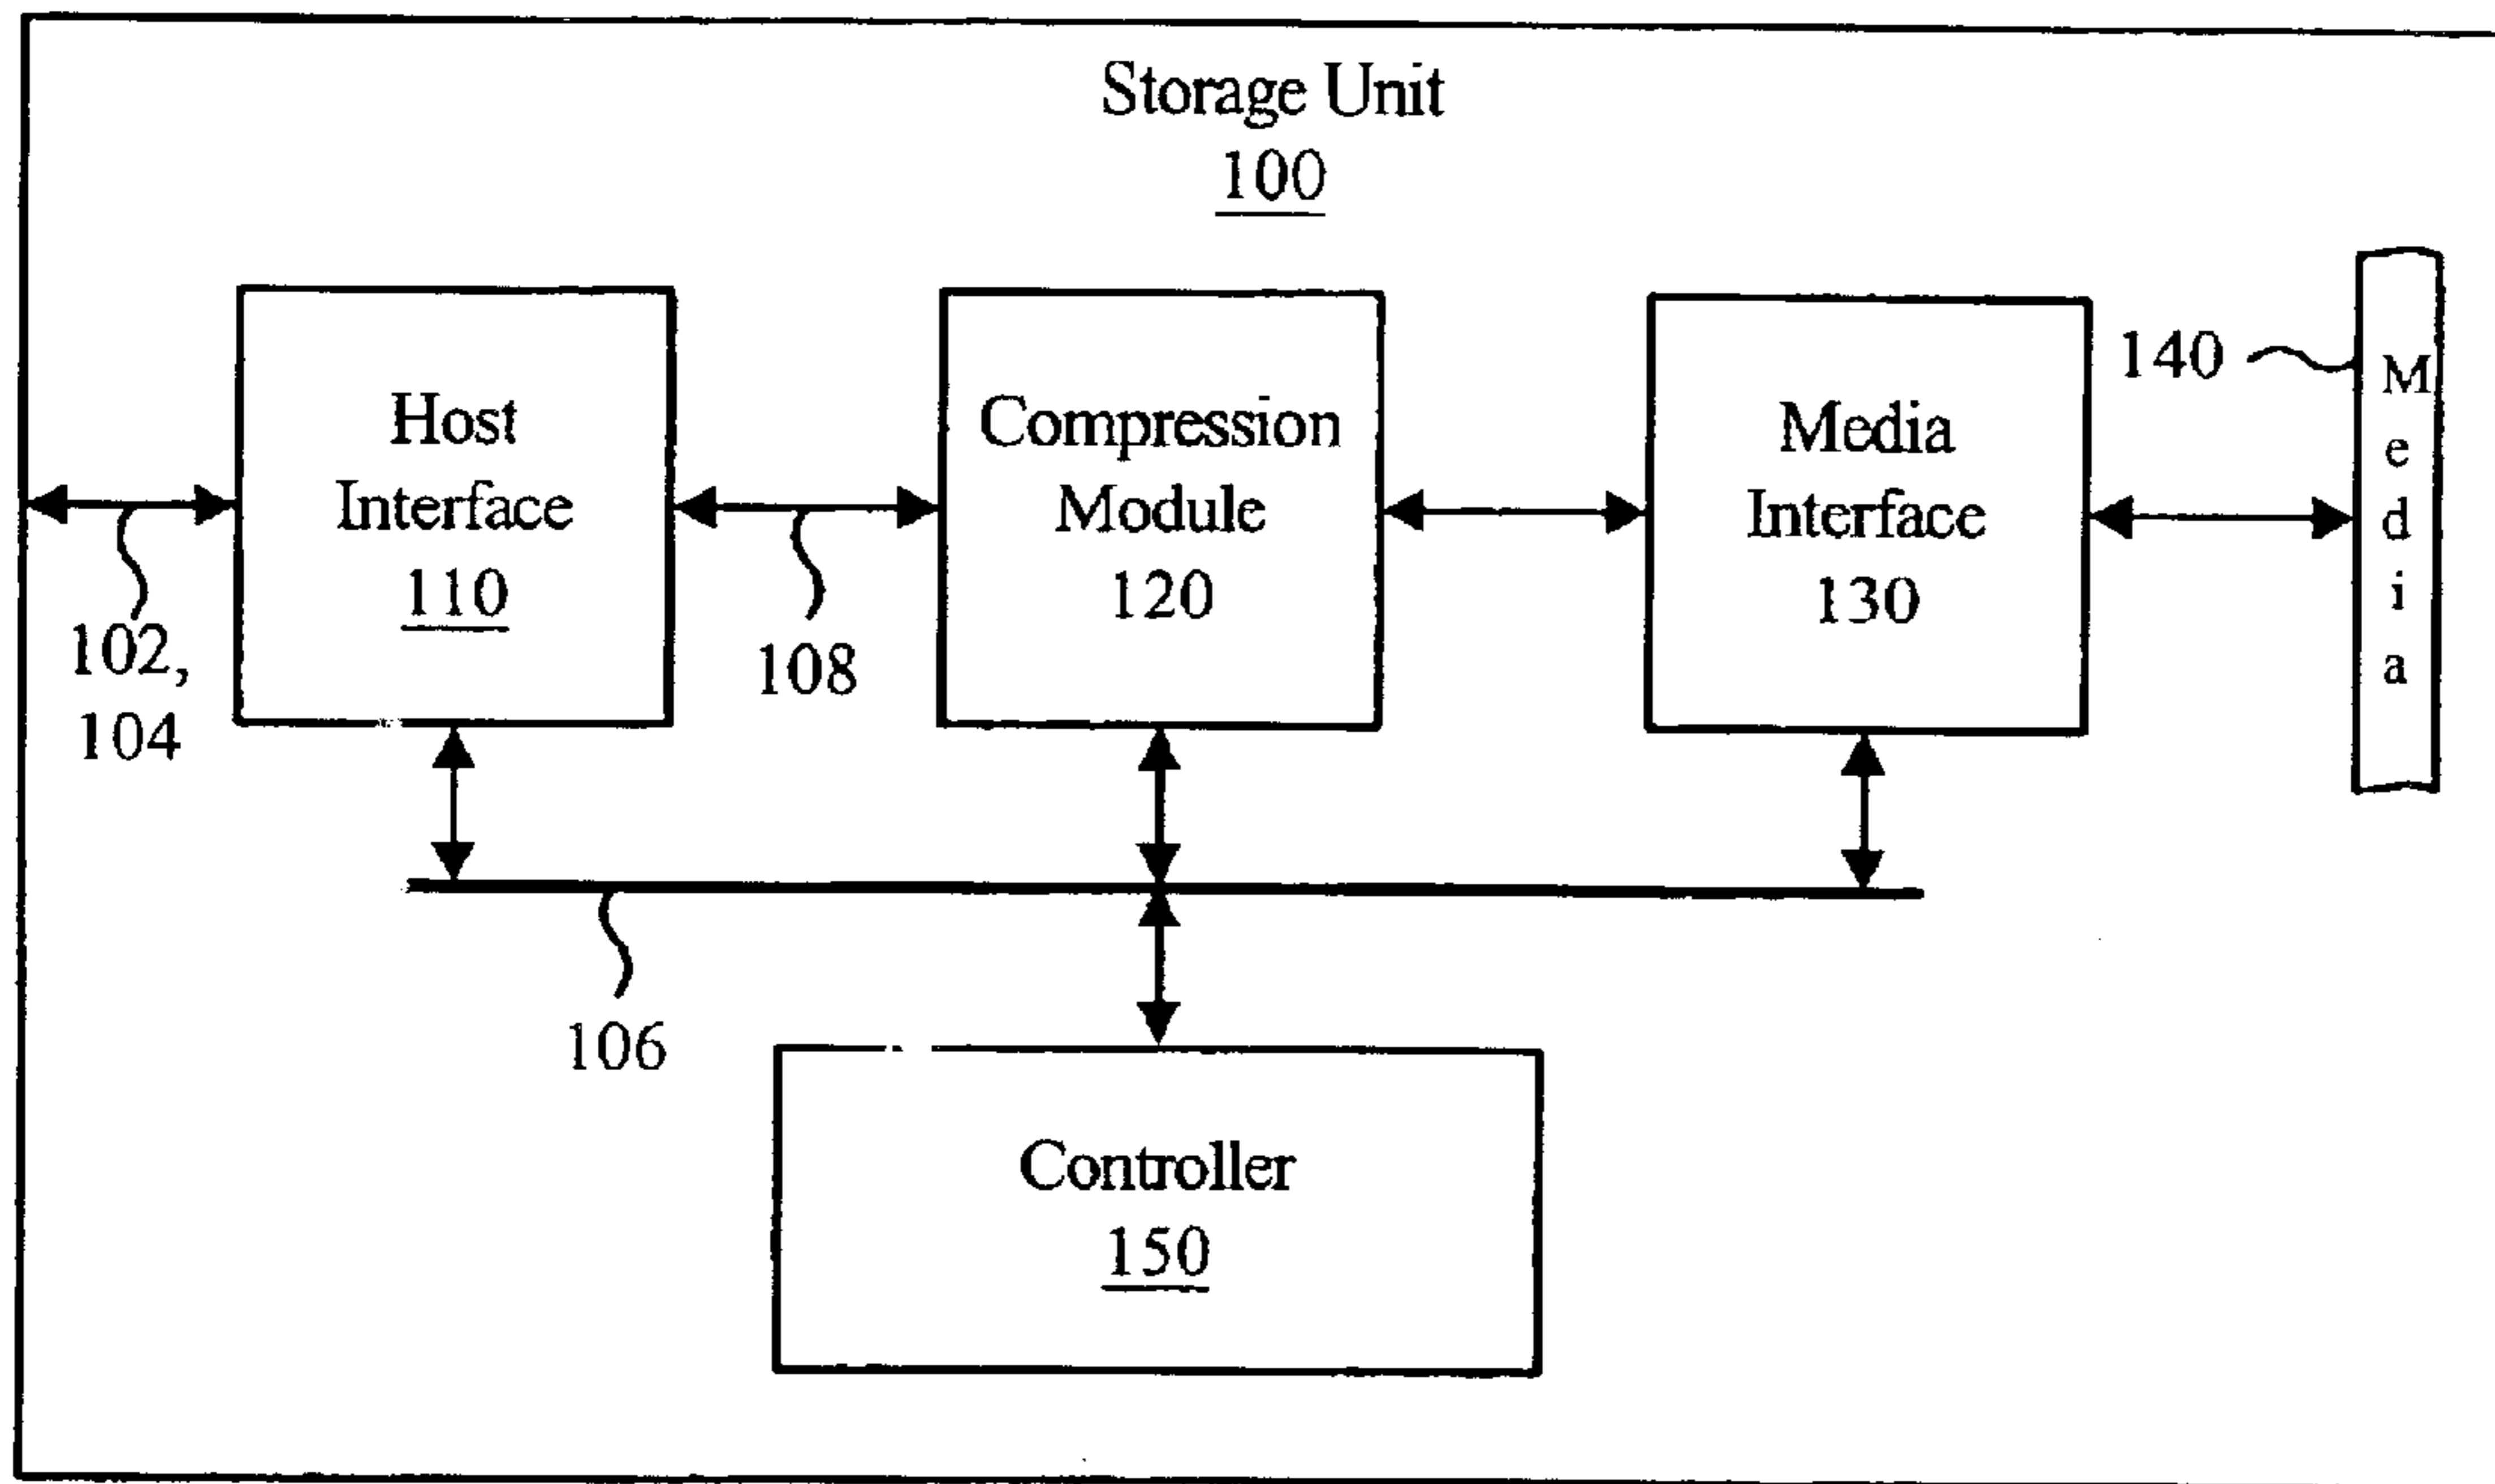 Storage Unit
100
Host
Interface
110
Compression
Module
120
Media
Interface
130
140
Media
102,
104
108
106
Controller
150